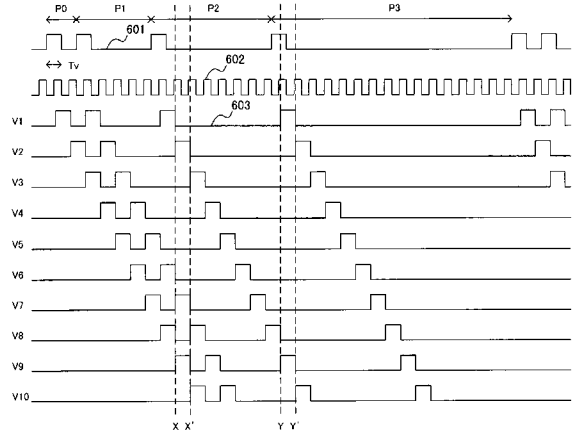 P0 P1 P2 P3
601
Tv
602
V1
603
V2
V3
V4
V5
V6
V7
V8
V9
V10
X X' Y Y'